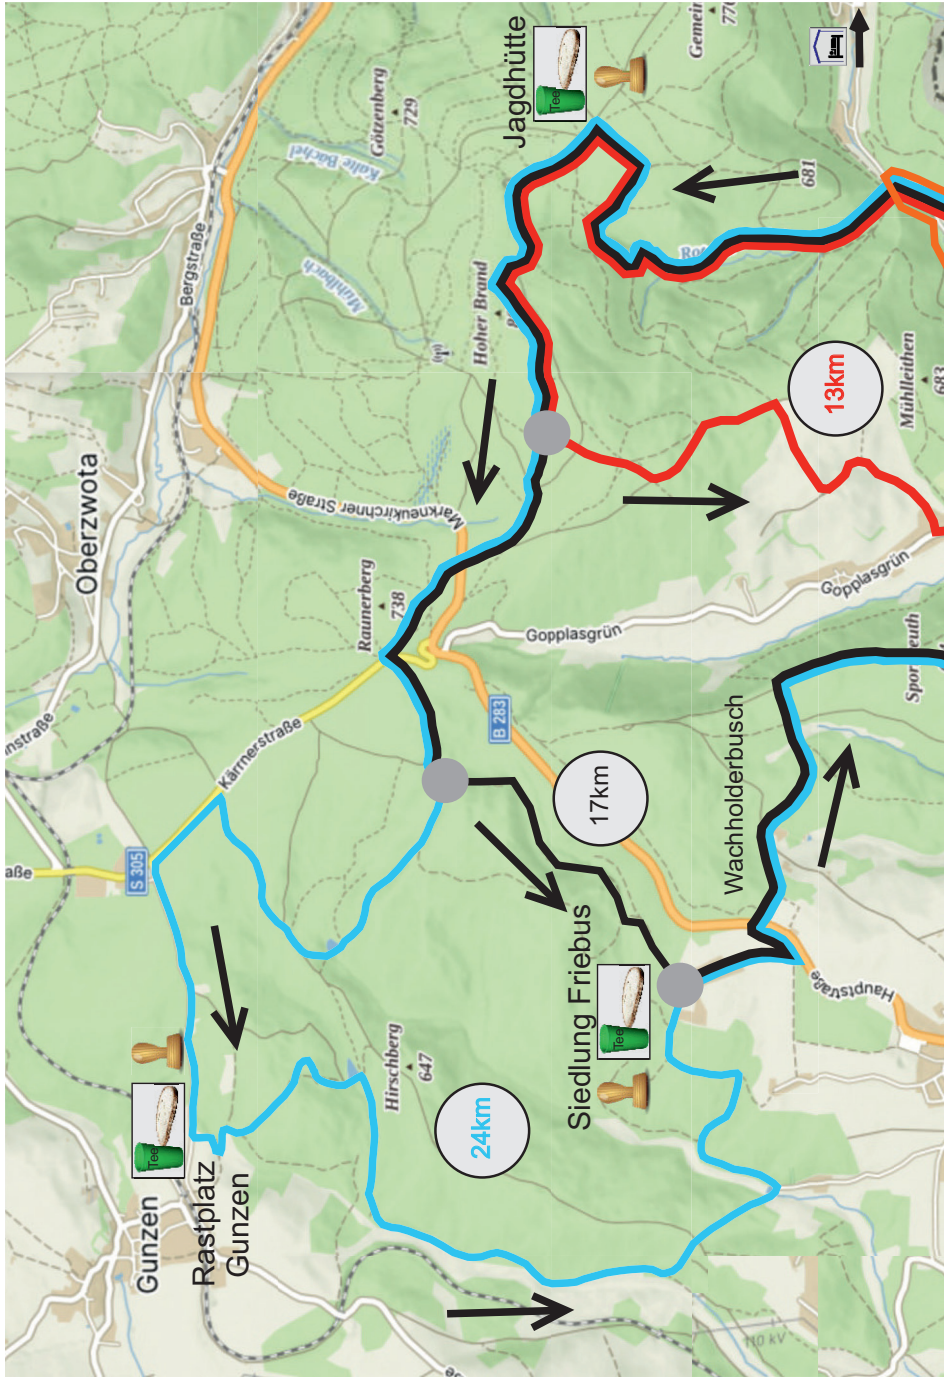 Jagdhütte
Tee
Götzenberg
729
Kalte Bächel
Mühlbach
Bergstraße
681
Hoher Brand
Mühlleithen
683
13km
Oberzwota
Markneukirchner Straße
Raunerberg
738
Gopplasgrün
Gopplasgrün
B 283
Kärrnerstraße
S 305
17km
Wachholderbusch
Hauptstraße
Siedlung Friebus
Tee
Hirschberg
647
24km
Tee
Rastplatz
Gunzen
Gunzen
110 kV